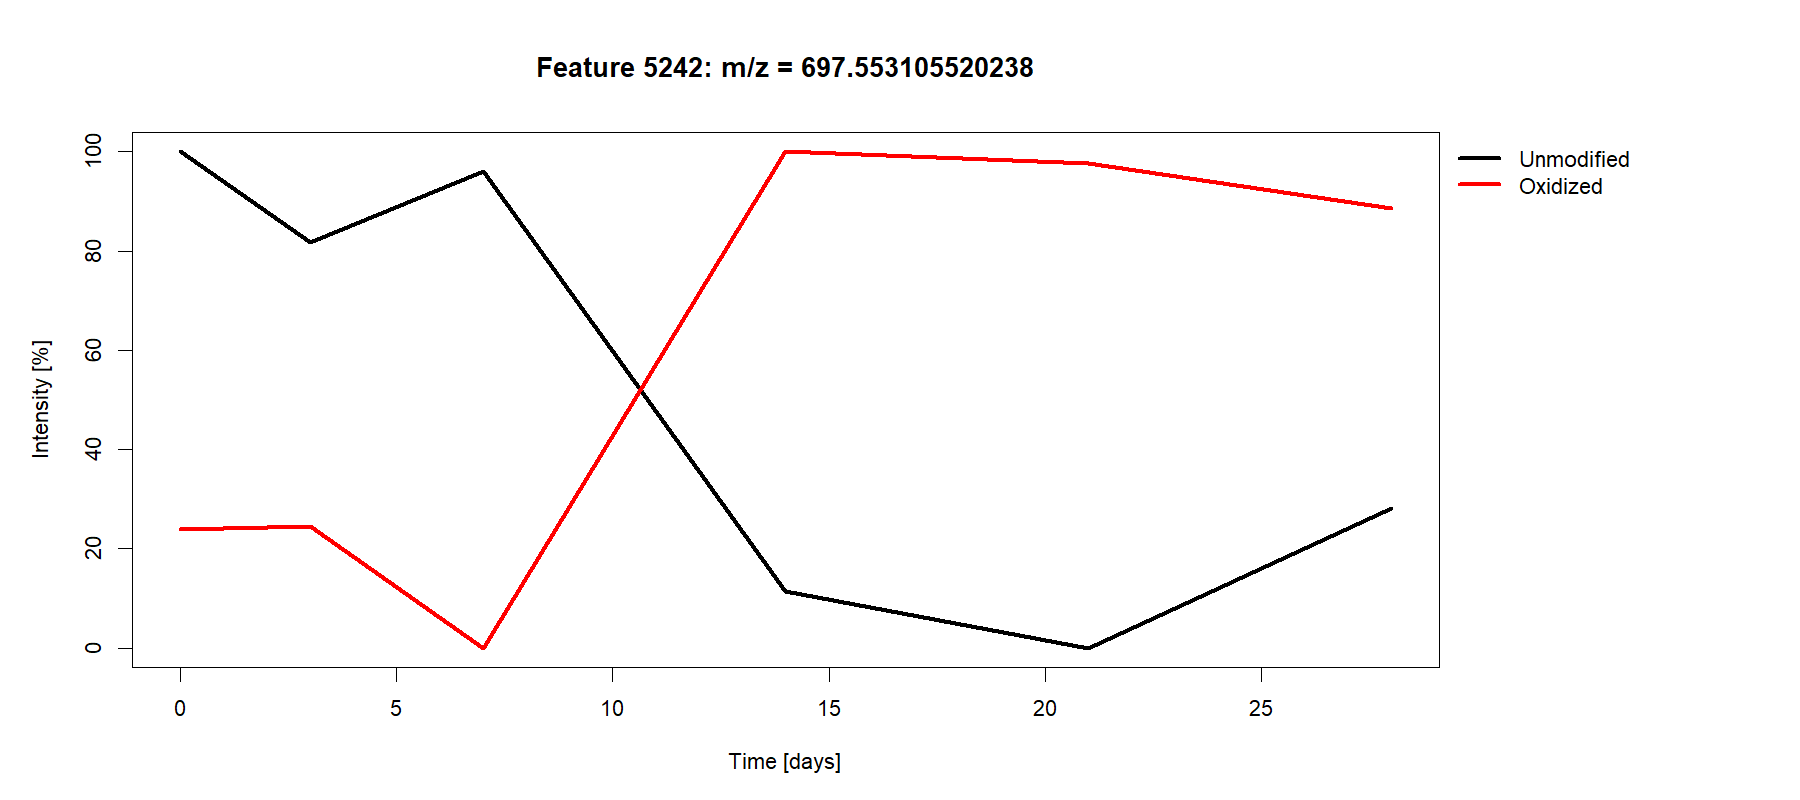 Feature 5242: m/z = 697.553105520238
Unmodified
Oxidized
Intensity [%]
100
80
60
40
20
0
0 5 10 15 20 25
Time [days]